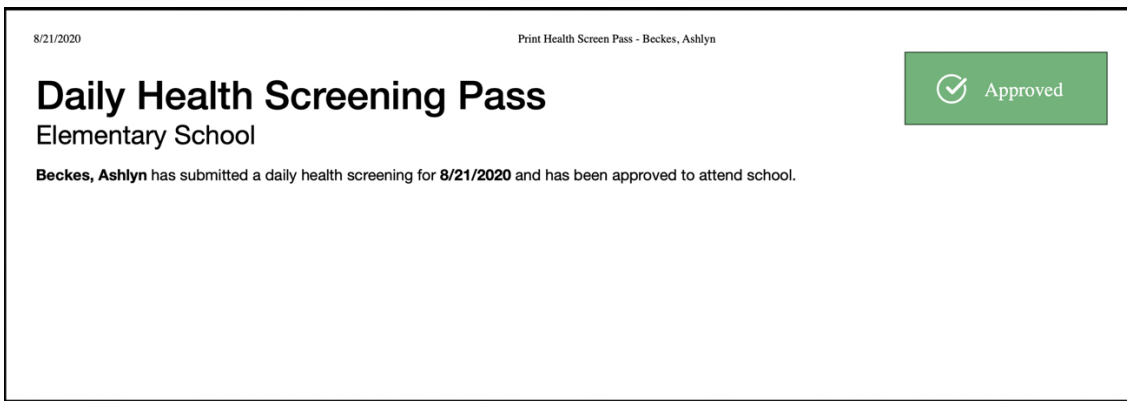 8/21/2020 Print Health Screen Pass - Beckes, Ashlyn
Approved
Daily Health Screening Pass
Elementary School
Beckes, Ashlyn has submitted a daily health screening for 8/21/2020 and has been approved to attend school.